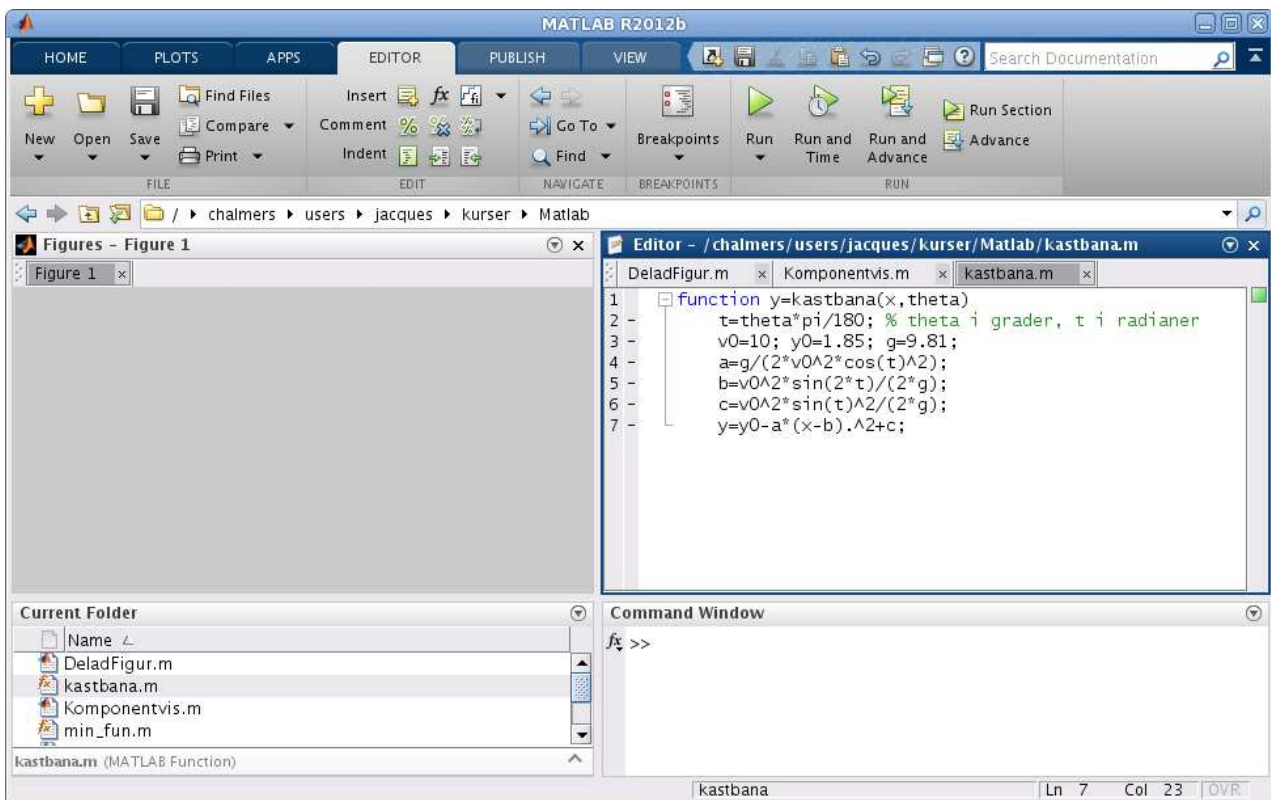 MATLAB R2012b
HOME PLOTS APPS EDITOR PUBLISH VIEW Search Documentation
New Open Save Find Files Compare Print
FILE
Insert fx Comment Indent
EDIT
Go To Find
NAVIGATE
Breakpoints
BREAKPOINTS
Run Run and Time Run and Advance Run Section Advance
RUN
/ chalmers users jacques kurser Matlab
Figures - Figure 1
Figure 1
Editor - /chalmers/users/jacques/kurser/Matlab/kastbana.m
DeladFigur.m Komponentvis.m kastbana.m
1 function y=kastbana(x,theta)
2 - t=theta*pi/180; % theta i grader, t i radianer
3 - v0=10; y0=1.85; g=9.81;
4 - a=g/(2*v0^2*cos(t)^2);
5 - b=v0^2*sin(2*t)/(2*g);
6 - c=v0^2*sin(t)^2/(2*g);
7 - y=y0-a*(x-b).^2+c;
Current Folder
Name
DeladFigur.m
kastbana.m
Komponentvis.m
min_fun.m
kastbana.m (MATLAB Function)
Command Window
fx >>
kastbana Ln 7 Col 23 OVR